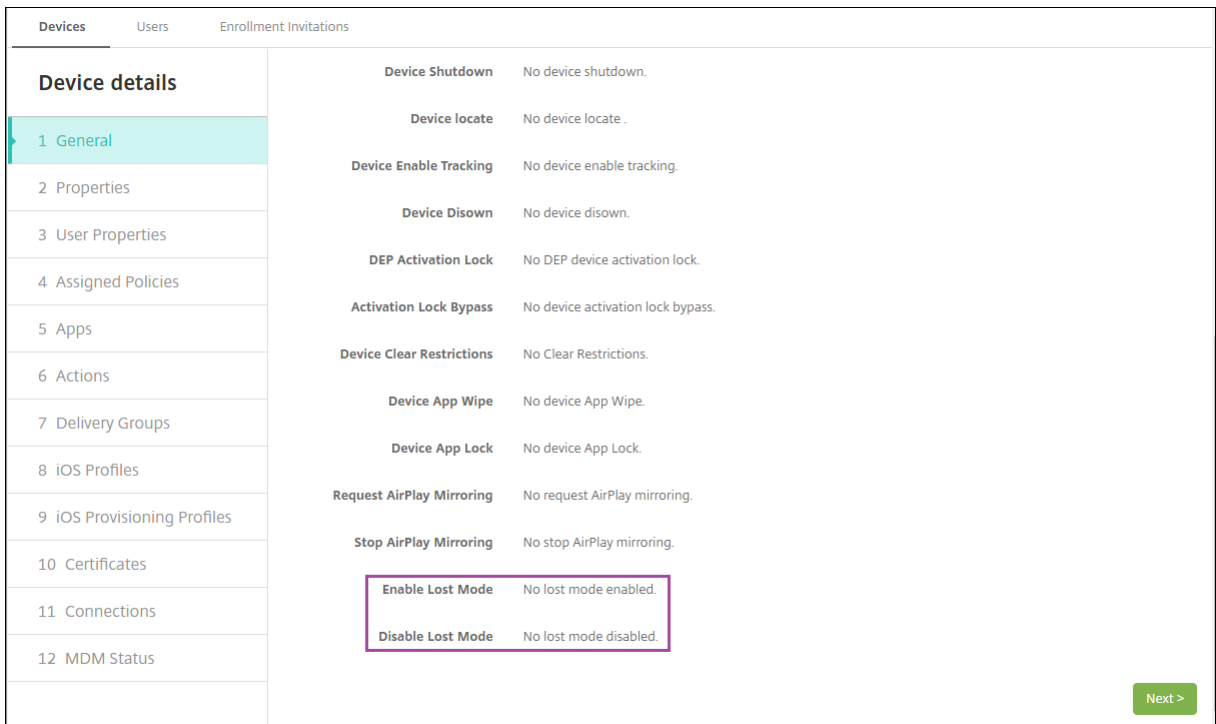 Devices Users Enrollment Invitations
Device details
1 General
2 Properties
3 User Properties
4 Assigned Policies
5 Apps
6 Actions
7 Delivery Groups
8 iOS Profiles
9 iOS Provisioning Profiles
10 Certificates
11 Connections
12 MDM Status
Device Shutdown No device shutdown.
Device locate No device locate .
Device Enable Tracking No device enable tracking.
Device Disown No device disown.
DEP Activation Lock No DEP device activation lock.
Activation Lock Bypass No device activation lock bypass.
Device Clear Restrictions No Clear Restrictions.
Device App Wipe No device App Wipe.
Device App Lock No device App Lock.
Request AirPlay Mirroring No request AirPlay mirroring.
Stop AirPlay Mirroring No stop AirPlay mirroring.
Enable Lost Mode No lost mode enabled.
Disable Lost Mode No lost mode disabled.
Next >